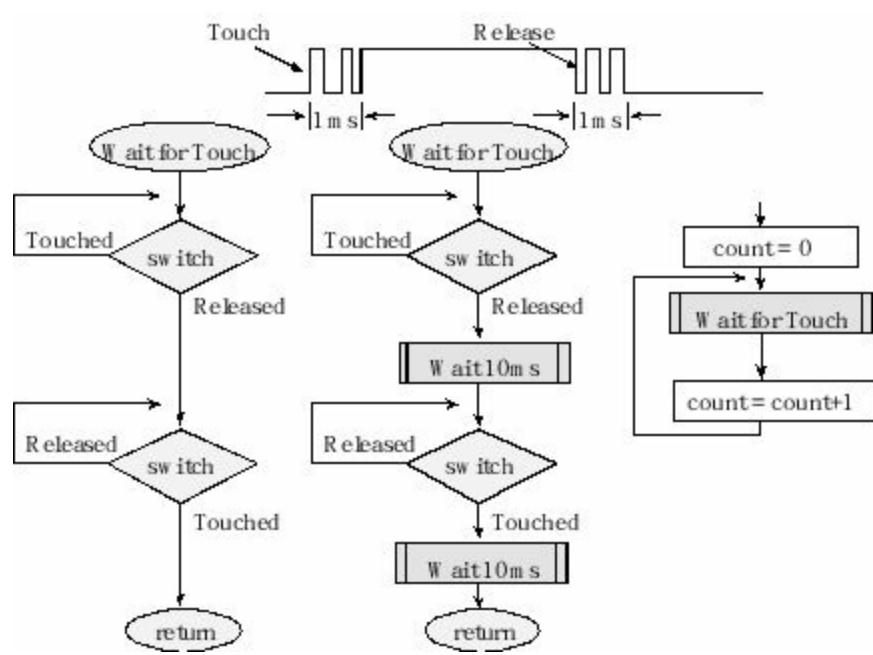 Touch
Release
1ms
1ms
WaitforTouch
Touched
switch
Released
Released
switch
Touched
return
WaitforTouch
Touched
switch
Released
Wait10ms
Released
switch
Touched
Wait10ms
return
count= 0
WaitforTouch
count= count+1